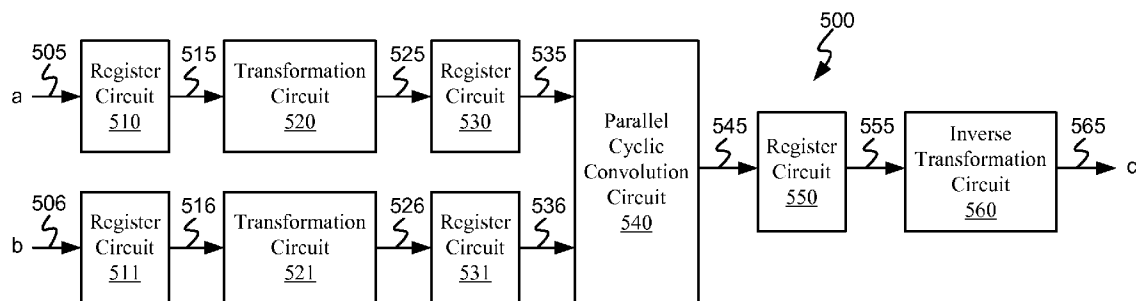 500
505
515
525
535
a
Register
Circuit
510
Transformation
Circuit
520
Register
Circuit
530
Parallel
Cyclic
Convolution
Circuit
540
545
Register
Circuit
550
555
Inverse
Transformation
Circuit
560
565
c
506
516
526
536
b
Register
Circuit
511
Transformation
Circuit
521
Register
Circuit
531